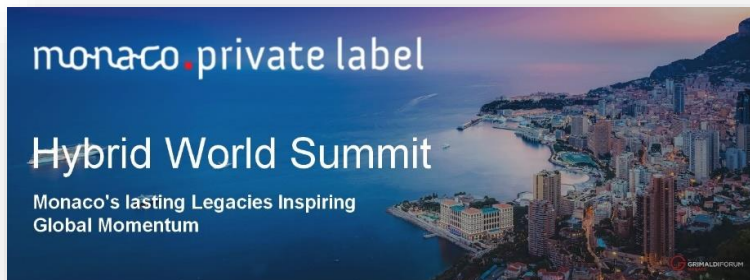 monaco.private label
Hybrid World Summit
Monaco's lasting Legacies Inspiring
Global Momentum
GRIMALDIFORUM